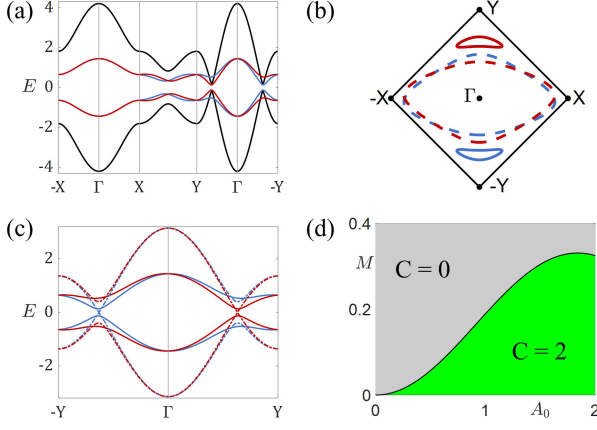 (a)
4
2
E
0
-2
-4
-X Γ X Y Γ -Y
(b)
Y
-X Γ X
-Y
(c)
2
E
0
-2
-Y Γ Y
(d)
0.4
M
C = 0
0.2
C = 2
0
0 1 A₀ 2